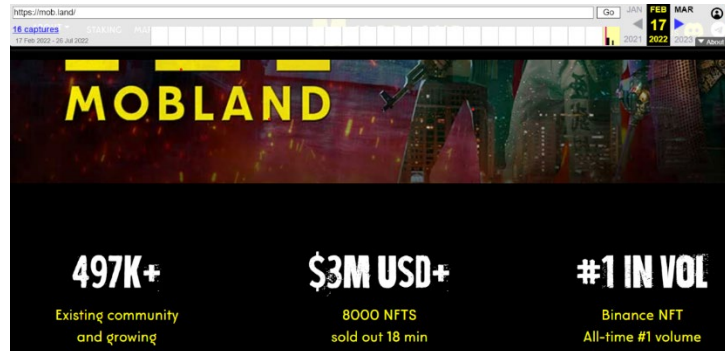 https://mob.land/
Go
JAN FEB MAR
16 captures
17
17 Feb 2022 - 26 Jul 2022
2021 2022 2023
About
STAKING
MOBLAND
497K+
Existing community
and growing
$3M USD+
8000 NFTS
sold out 18 min
#1 IN VOL
Binance NFT
All-time #1 volume